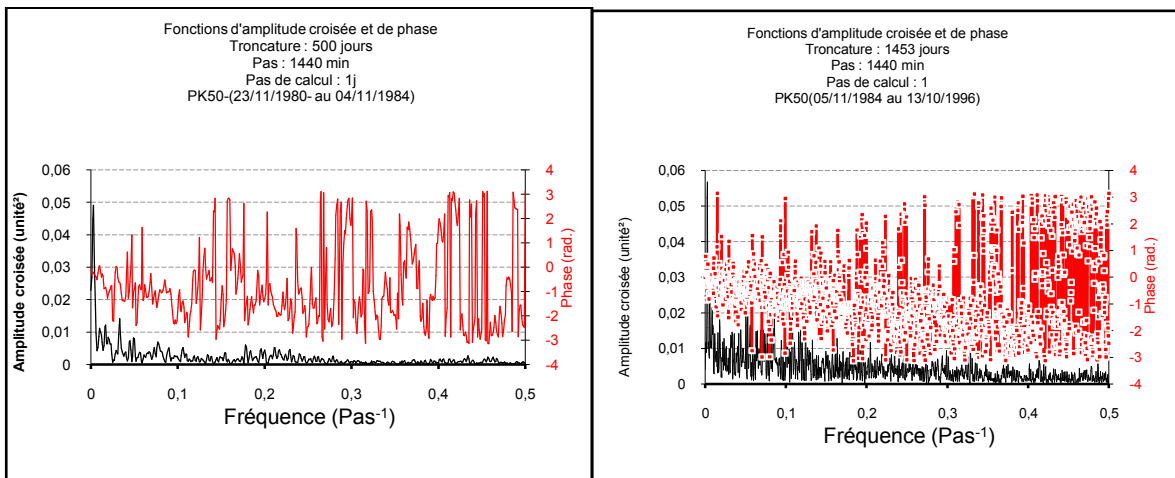 Fonctions d'amplitude croisée et de phase
Troncature : 500 jours
Pas : 1440 min
Pas de calcul : 1j
PK50-(23/11/1980- au 04/11/1984)
0,06
0,05
0,04
0,03
0,02
0,01
0
Amplitude croisée (unité²)
4
3
2
1
0
-1
-2
-3
-4
Phase (rad.)
0
0,1
0,2
0,3
0,4
0,5
Fréquence (Pas⁻¹)
Fonctions d'amplitude croisée et de phase
Troncature : 1453 jours
Pas : 1440 min
Pas de calcul : 1
PK50(05/11/1984 au 13/10/1996)
0,06
0,05
0,04
0,03
0,02
0,01
0
Amplitude croisée (unité²)
4
3
2
1
0
-1
-2
-3
-4
Phase (rad.)
0
0,1
0,2
0,3
0,4
0,5
Fréquence (Pas⁻¹)